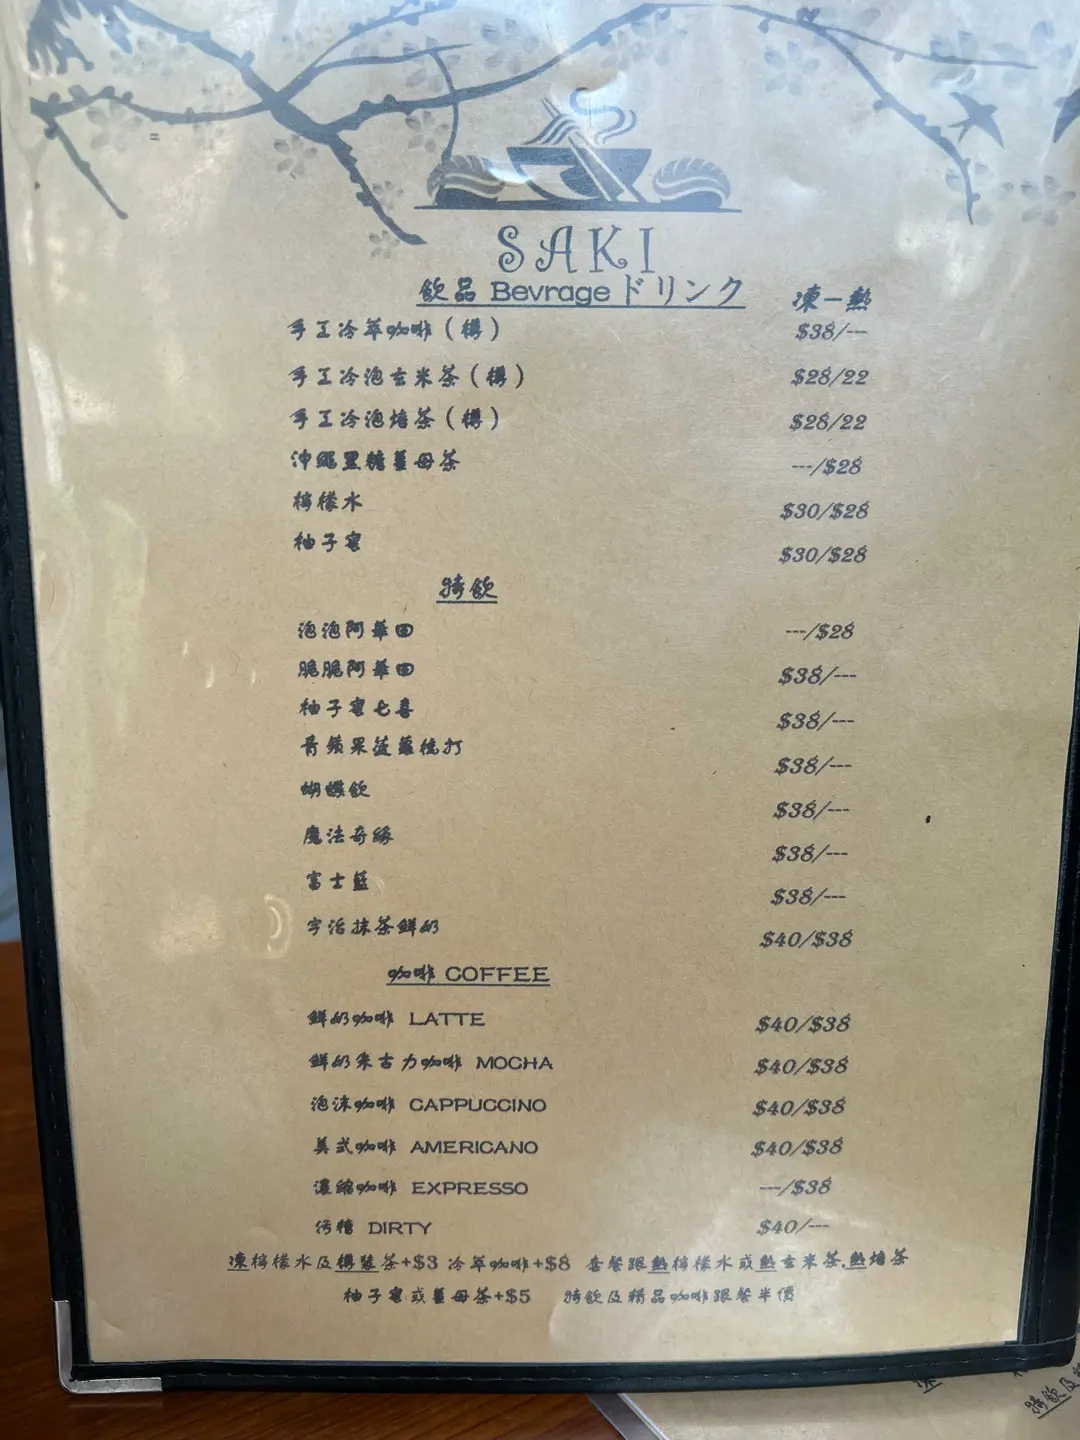 SAKI
飲品 Bevrage ドリンク 凍一熱
手工冷萃咖啡(樽) $38/---
手工冷泡玄米茶(樽) $28/22
手工冷泡焙茶(樽) $28/22
沖繩黑糖薑母茶 ---/$28
檸檬水 $30/$28
柚子蜜 $30/$28
特飲
泡泡阿華田 ---/$28
脆脆阿華田 $38/---
柚子蜜七喜 $38/---
青蘋果菠蘿梳打 $38/---
蝴蝶飲 $38/---
魔法奇緣 $38/---
富士藍 $38/---
宇治抹茶鮮奶 $40/$38
咖啡 COFFEE
鮮奶咖啡 LATTE $40/$38
鮮奶朱古力咖啡 MOCHA $40/$38
泡沫咖啡 CAPPUCCINO $40/$38
美式咖啡 AMERICANO $40/$38
濃縮咖啡 EXPRESSO ---/$38
污糟 DIRTY $40/---
凍檸檬水及樽裝茶+$3 冷萃咖啡+$8 套餐跟熱檸檬水或熱玄米茶,熱焙茶
柚子蜜或薑母茶+$5 特飲及精品咖啡跟餐半價
特飲及